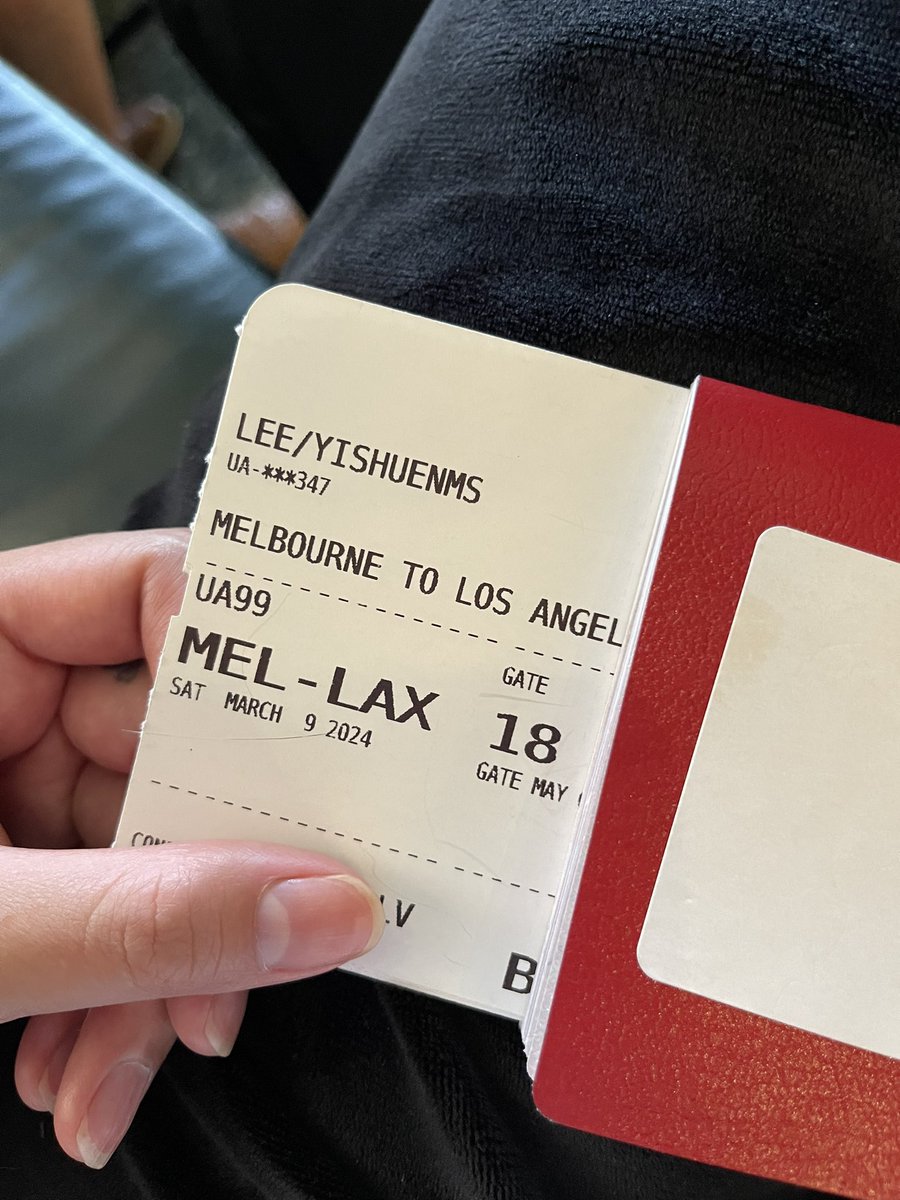 LEE/YISHUENMS
UA-***347
MELBOURNE TO LOS ANGEL
UA99
MEL-LAX
SAT MARCH 9 2024
GATE
18
GATE MAY
LV
B